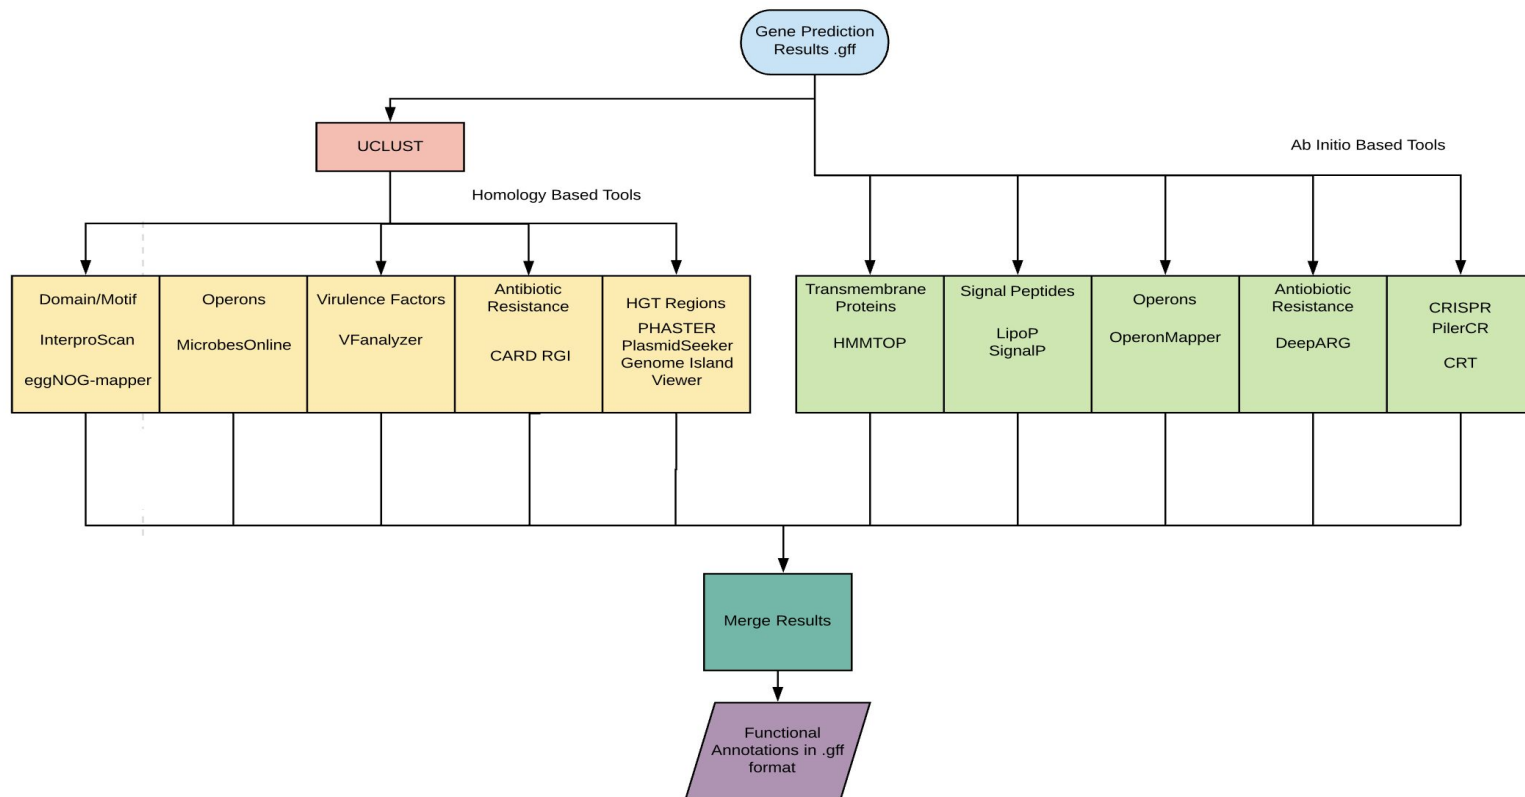 Gene Prediction
Results .gff
UCLUST
Ab Initio Based Tools
Homology Based Tools
Domain/Motif
InterproScan
eggNOG-mapper
Operons
MicrobesOnline
Virulence Factors
VFanalyzer
Antibiotic
Resistance
CARD RGI
HGT Regions
PHASTER
PlasmidSeeker
Genome Island
Viewer
Transmembrane
Proteins
HMMTOP
Signal Peptides
LipoP
SignalP
Operons
OperonMapper
Antiobiotic
Resistance
DeepARG
CRISPR
PilerCR
CRT
Merge Results
Functional
Annotations in .gff
format